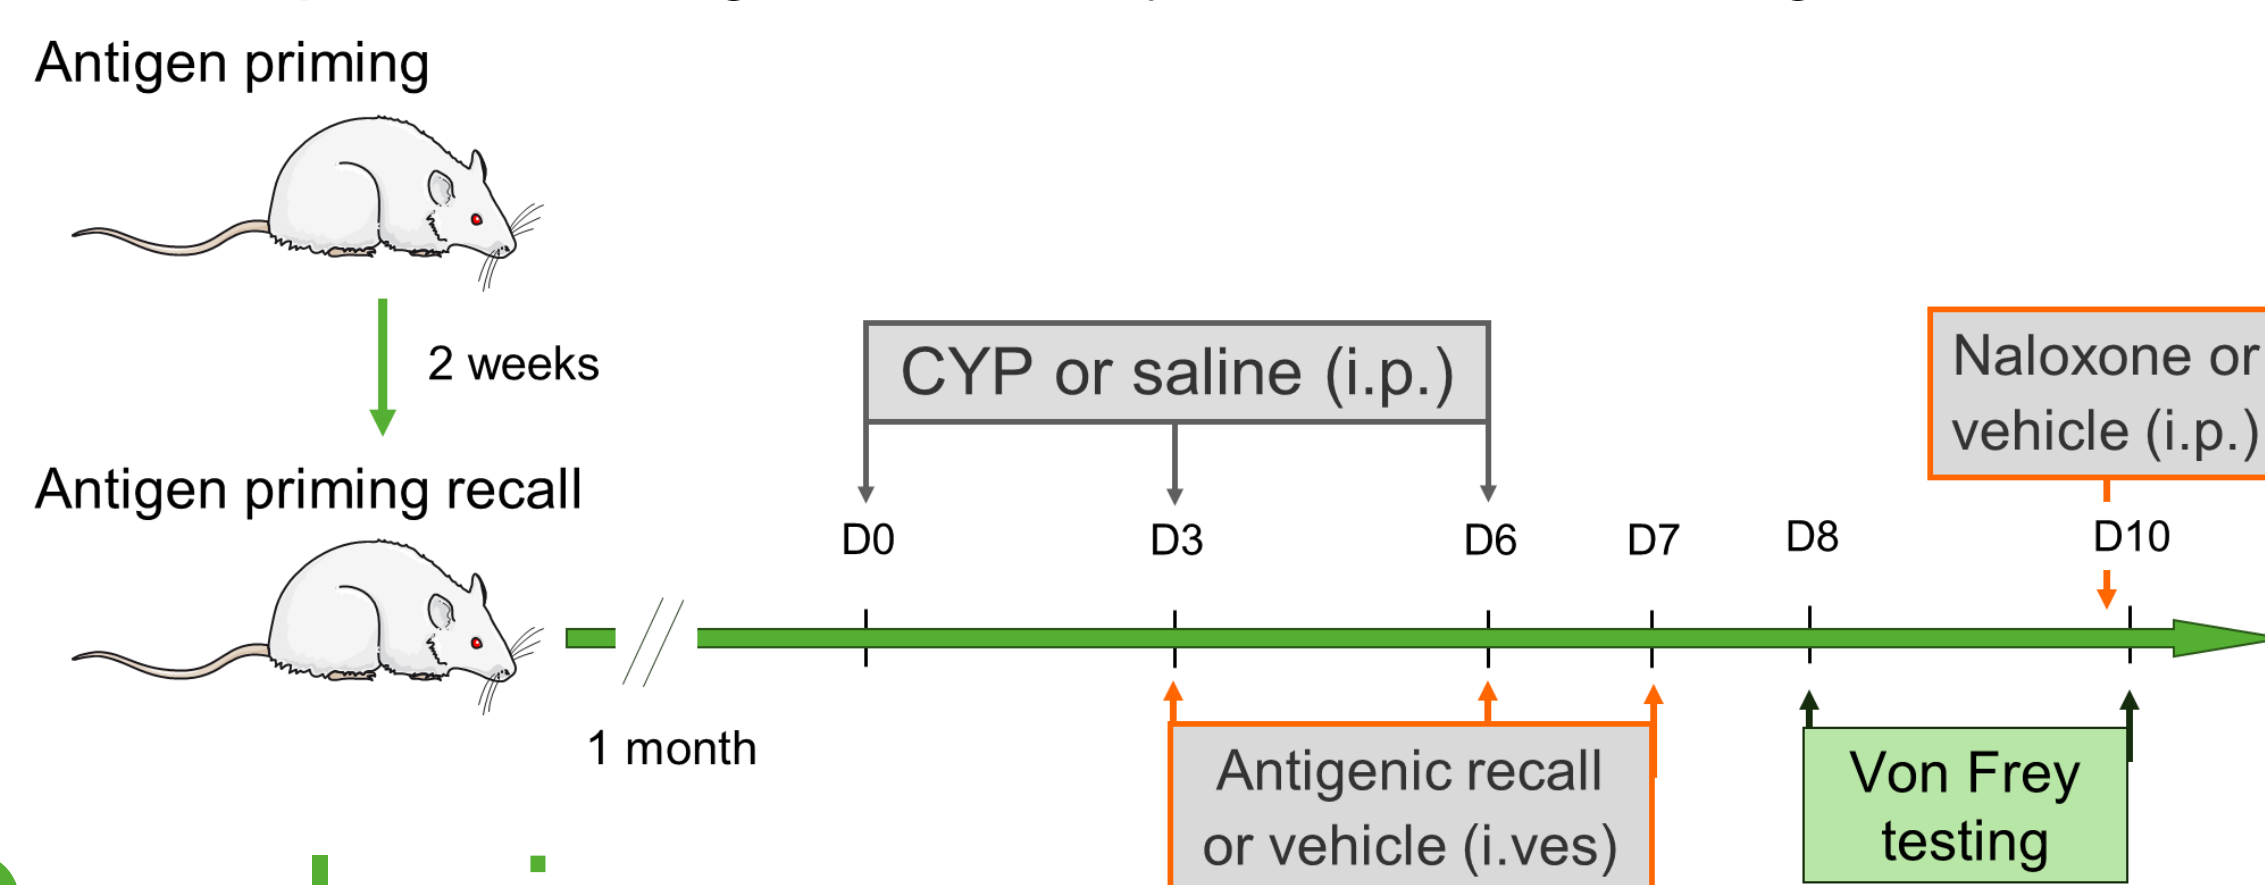 Antigen priming
2 weeks
Antigen priming recall
1 month
CYP or saline (i.p.)
Naloxone or
vehicle (i.p.)
D0
D3
D6
D7
D8
D10
Antigenic recall
or vehicle (i.ves)
Von Frey
testing